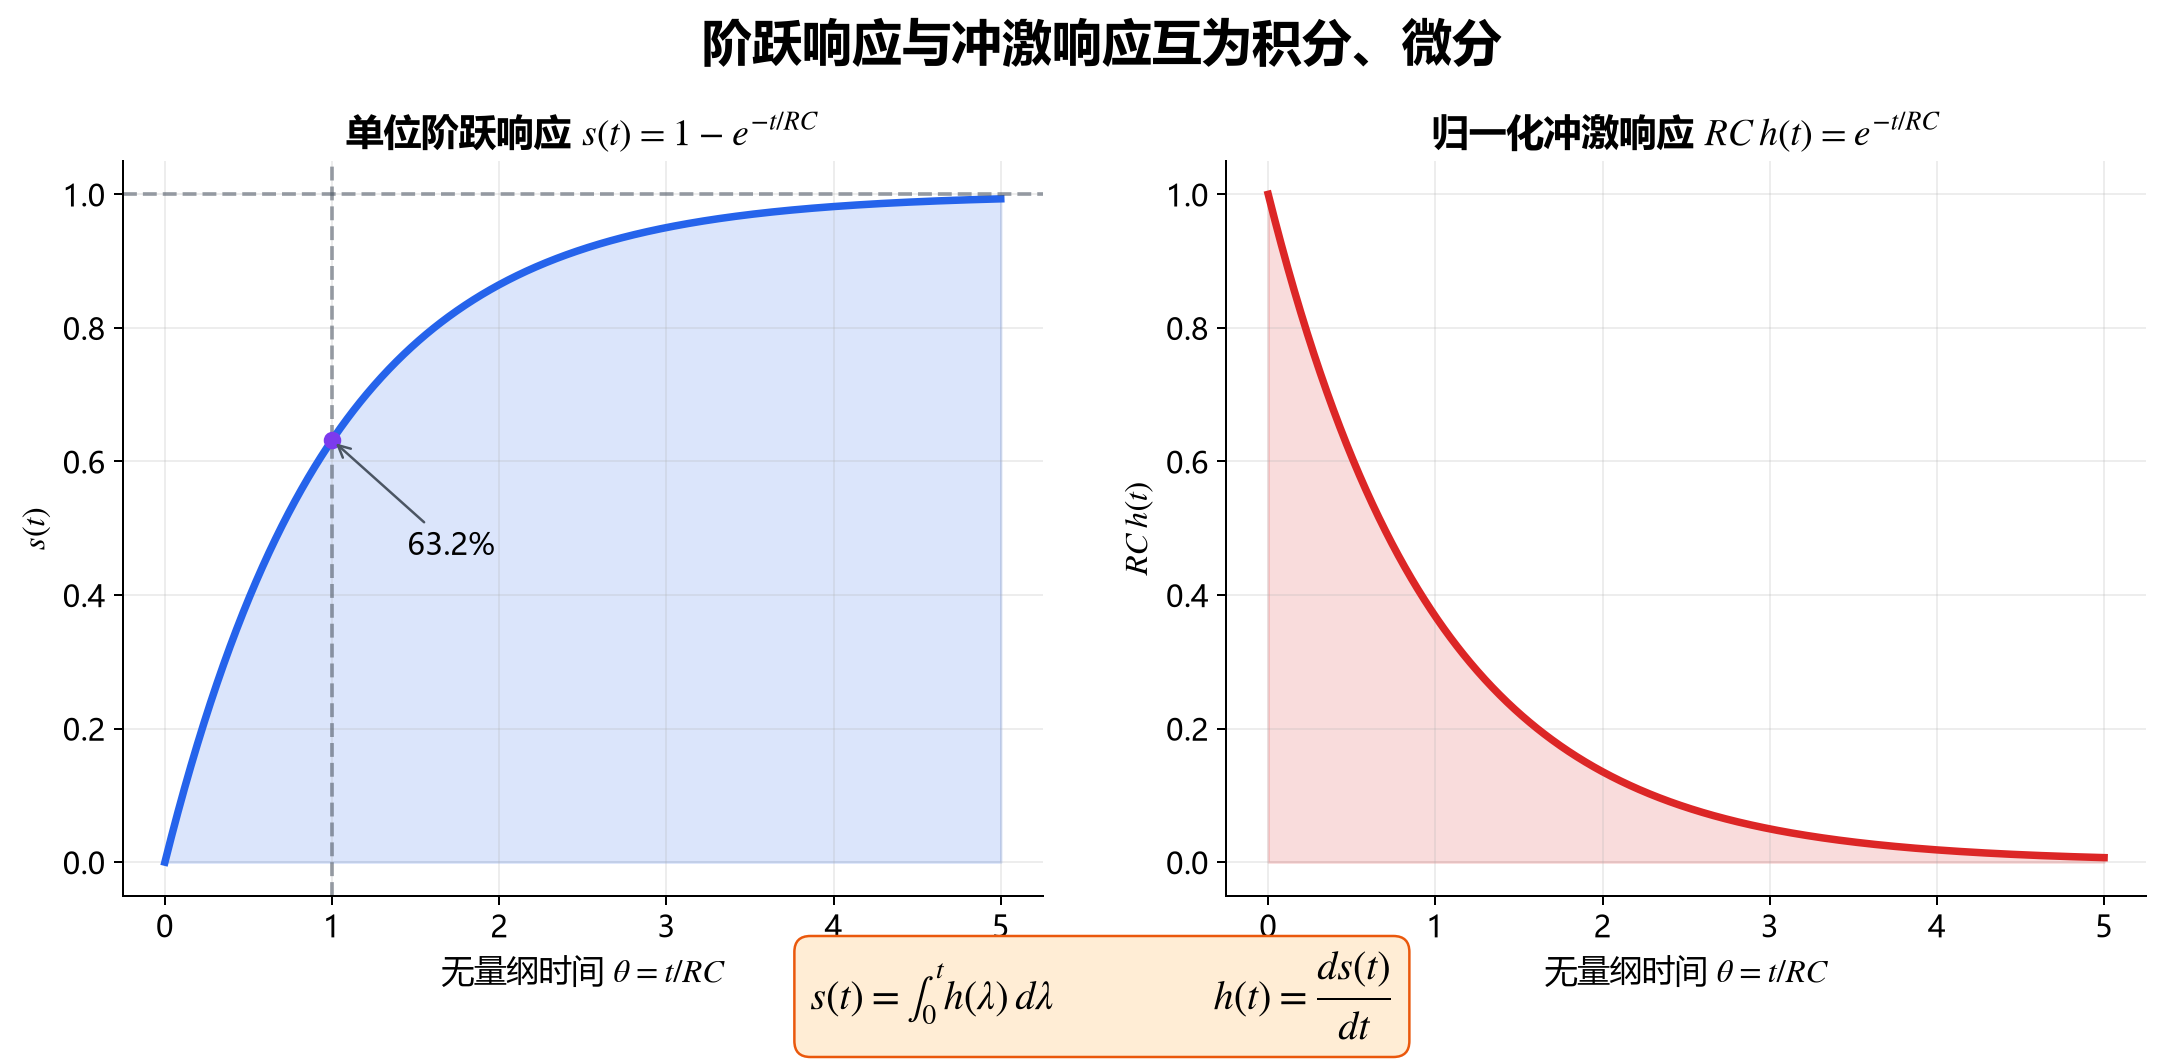 阶跃响应与冲激响应互为积分、微分
单位阶跃响应 s(t) = 1 − e^{−t/RC}
1.0
0.8
0.6
0.4
0.2
0.0
s(t)
63.2%
0 1 2 3 4 5
无量纲时间 θ = t/RC
归一化冲激响应 RC h(t) = e^{−t/RC}
1.0
0.8
0.6
0.4
0.2
0.0
RC h(t)
0 1 2 3 4 5
无量纲时间 θ = t/RC
s(t) = ∫_0^t h(λ) dλ h(t) = ds(t)/dt